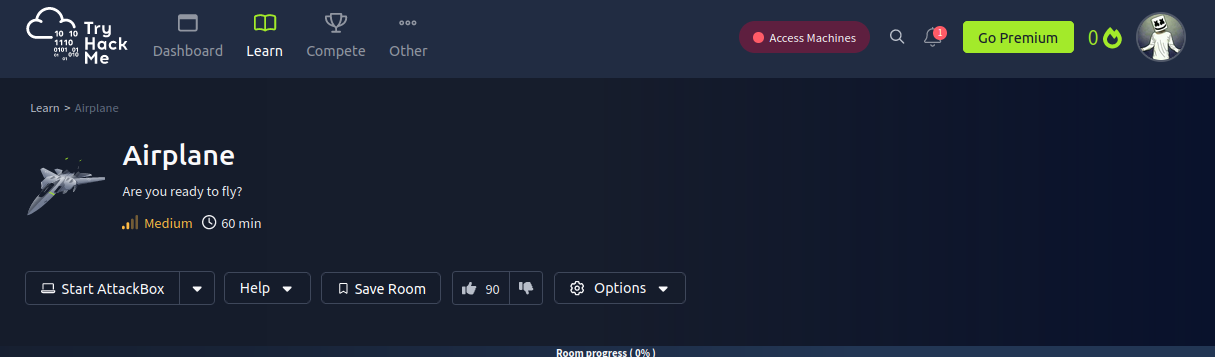 Try
Hack
Me
10 10
1110
0101 01
01 010
01
Dashboard
Learn
Compete
Other
Access Machines
1
Go Premium
0
Learn > Airplane
Airplane
Are you ready to fly?
Medium 60 min
Start AttackBox
Help
Save Room
90
Options
Room progress ( 0% )